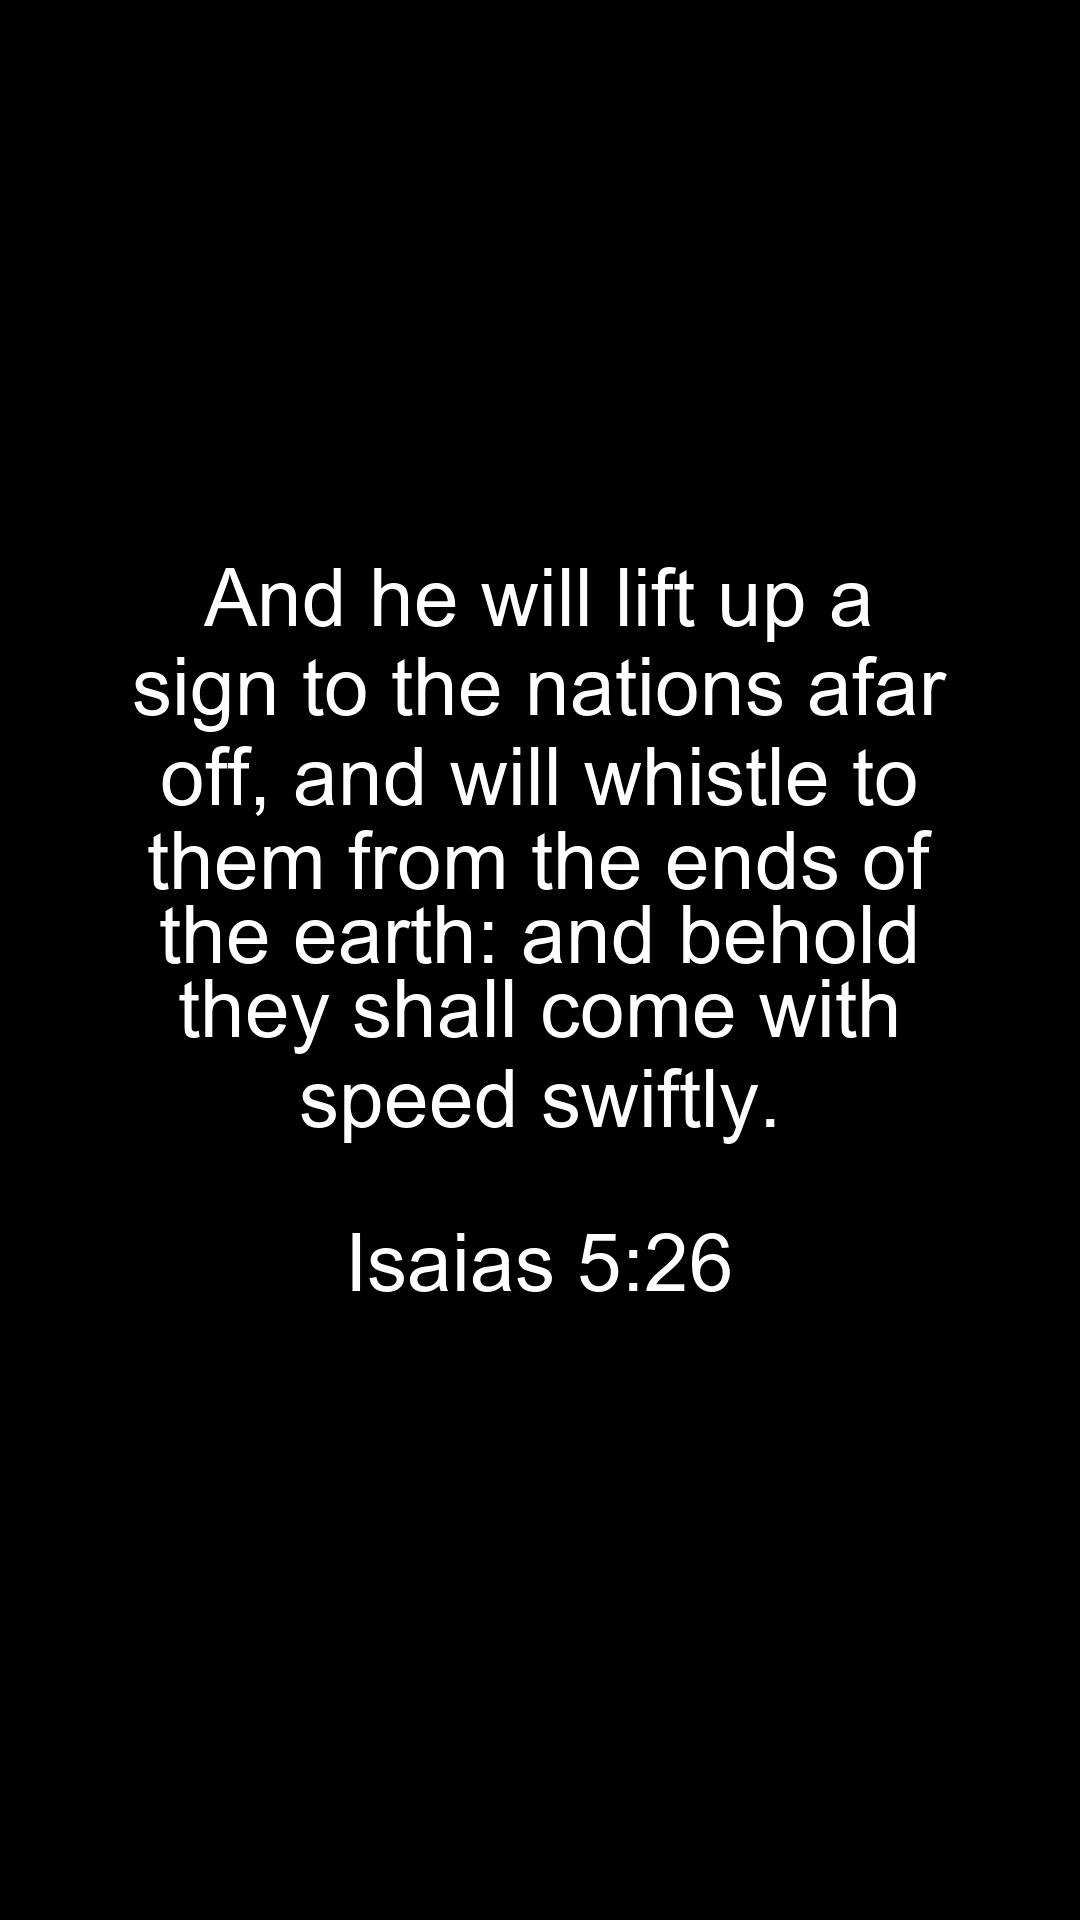 And he will lift up a
sign to the nations afar
off, and will whistle to
them from the ends of
the earth: and behold
they shall come with
speed swiftly.
Isaias 5:26